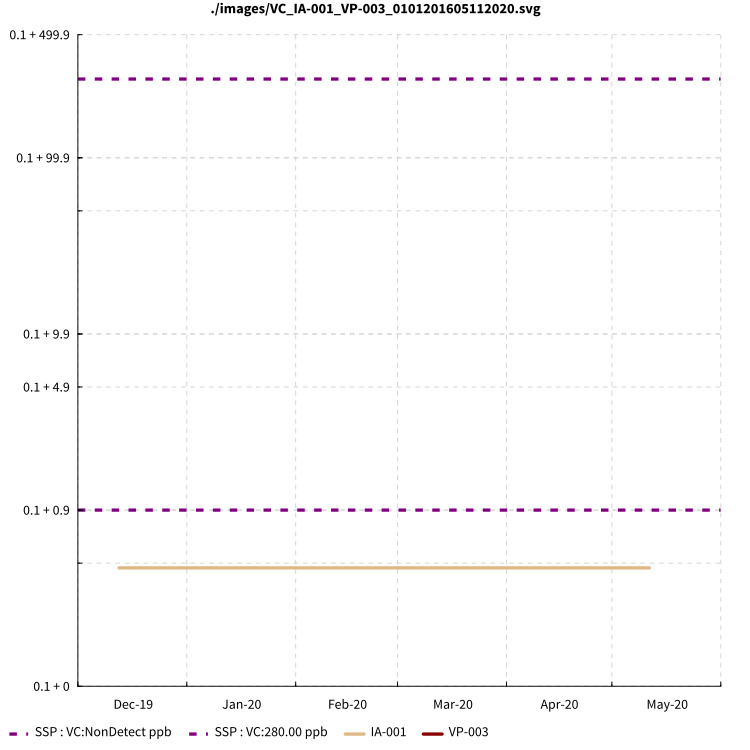 ./images/VC_IA-001_VP-003_0101201605112020.svg
0.1 + 499.9
0.1 + 99.9
0.1 + 9.9
0.1 + 4.9
0.1 + 0.9
0.1 + 0
Dec-19 Jan-20 Feb-20 Mar-20 Apr-20 May-20
SSP : VC:NonDetect ppb SSP : VC:280.00 ppb IA-001 VP-003